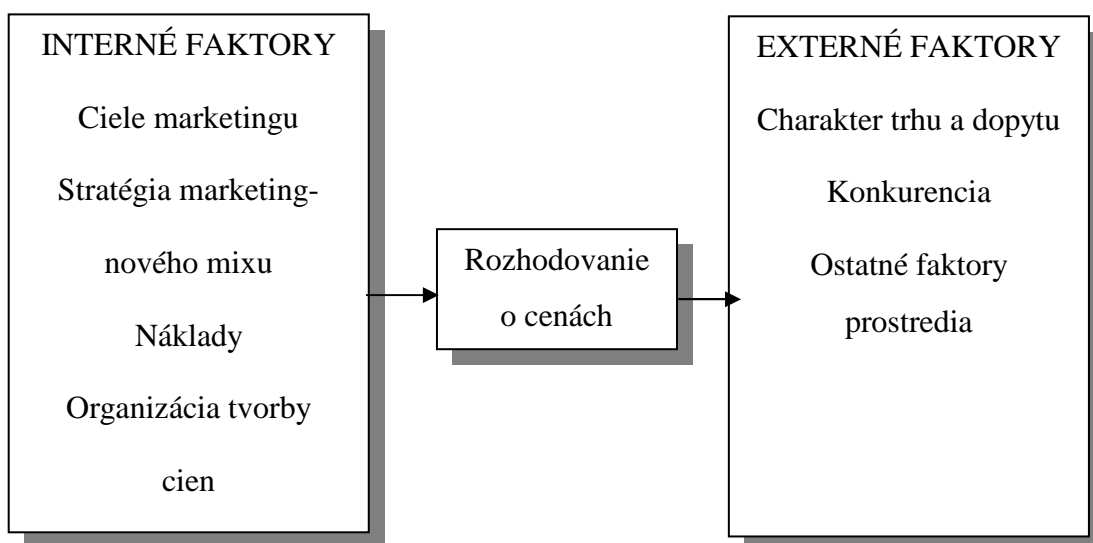 INTERNÉ FAKTORY
Ciele marketingu
Stratégia marketing-
nového mixu
Náklady
Organizácia tvorby
cien
Rozhodovanie
o cenách
EXTERNÉ FAKTORY
Charakter trhu a dopytu
Konkurencia
Ostatné faktory
prostredia